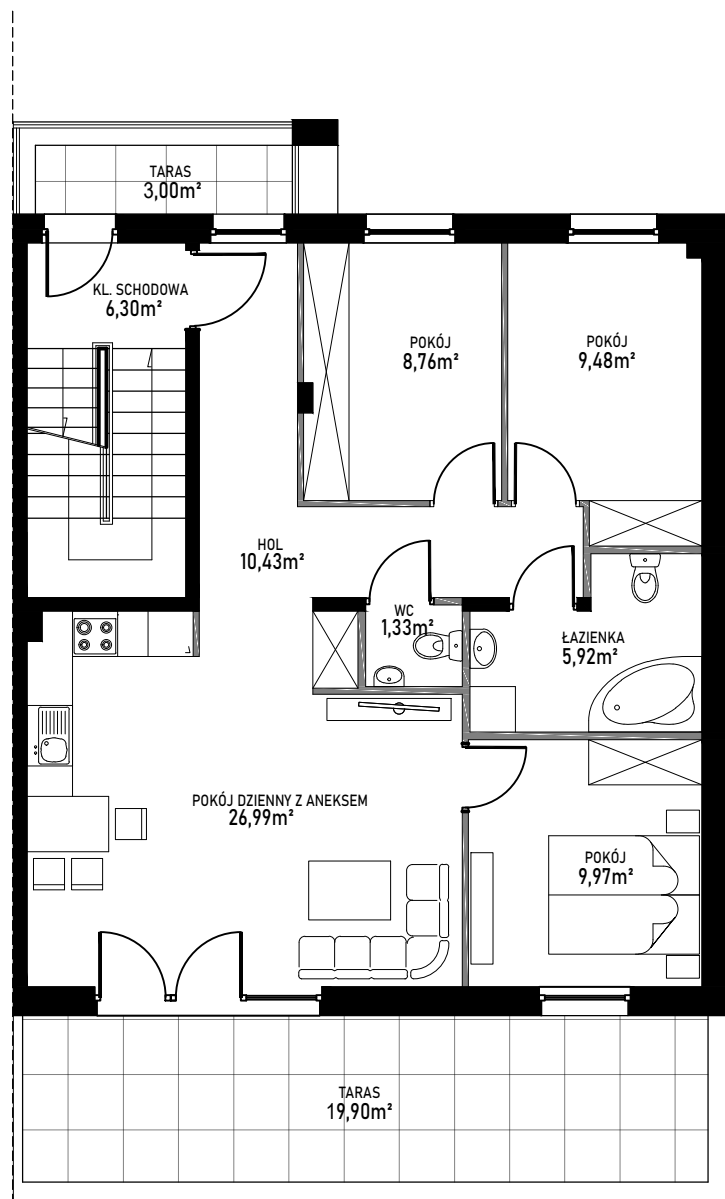 TARAS
3,00m²
KL. SCHODOWA
6,30m²
POKÓJ
8,76m²
POKÓJ
9,48m²
HOL
10,43m²
WC
1,33m²
ŁAZIENKA
5,92m²
POKÓJ DZIENNY Z ANEKSEM
26,99m²
POKÓJ
9,97m²
TARAS
19,90m²